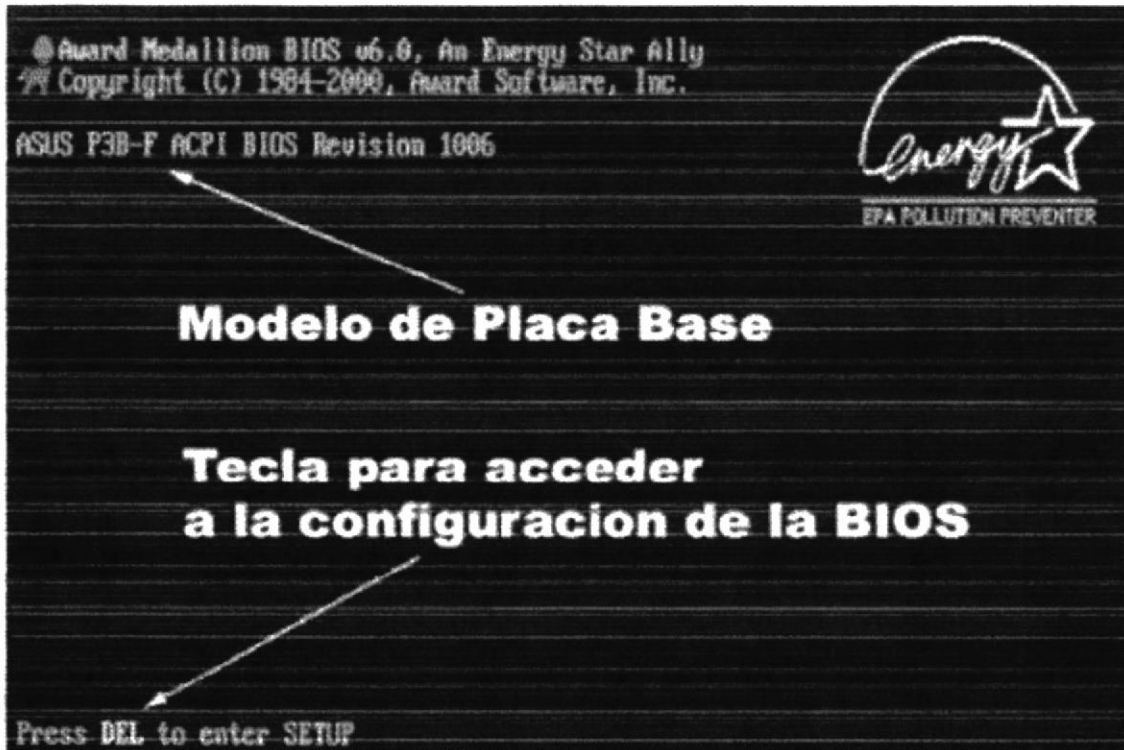 Award Medallion BIOS v6.0, An Energy Star Ally
Copyright (C) 1984-2000, Award Software, Inc.
ASUS P3B-F ACPI BIOS Revision 1006
energy
EPA POLLUTION PREVENTER
Modelo de Placa Base
Tecla para acceder
a la configuracion de la BIOS
Press DEL to enter SETUP